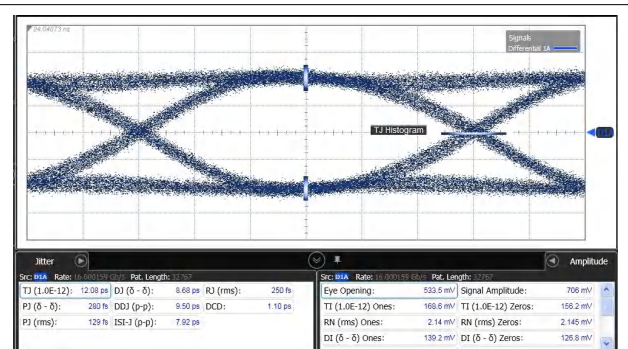 24.04073 ns
Signals
Differential 1A
TJ Histogram
Jitter
Amplitude
Src: D1A Rate: 16.000159 Gb/s Pat. Length: 32767
TJ (1.0E-12): 12.08 ps DJ (δ - δ): 8.68 ps RJ (rms): 250 fs
PJ (δ - δ): 280 fs DDJ (p-p): 9.50 ps DCD: 1.10 ps
PJ (rms): 129 fs ISI-J (p-p): 7.92 ps
Src: D1A Rate: 16.000159 Gb/s Pat. Length: 32767
Eye Opening: 533.5 mV Signal Amplitude: 706 mV
TI (1.0E-12) Ones: 168.6 mV TI (1.0E-12) Zeros: 156.2 mV
RN (rms) Ones: 2.14 mV RN (rms) Zeros: 2.145 mV
DI (δ - δ) Ones: 139.2 mV DI (δ - δ) Zeros: 126.8 mV